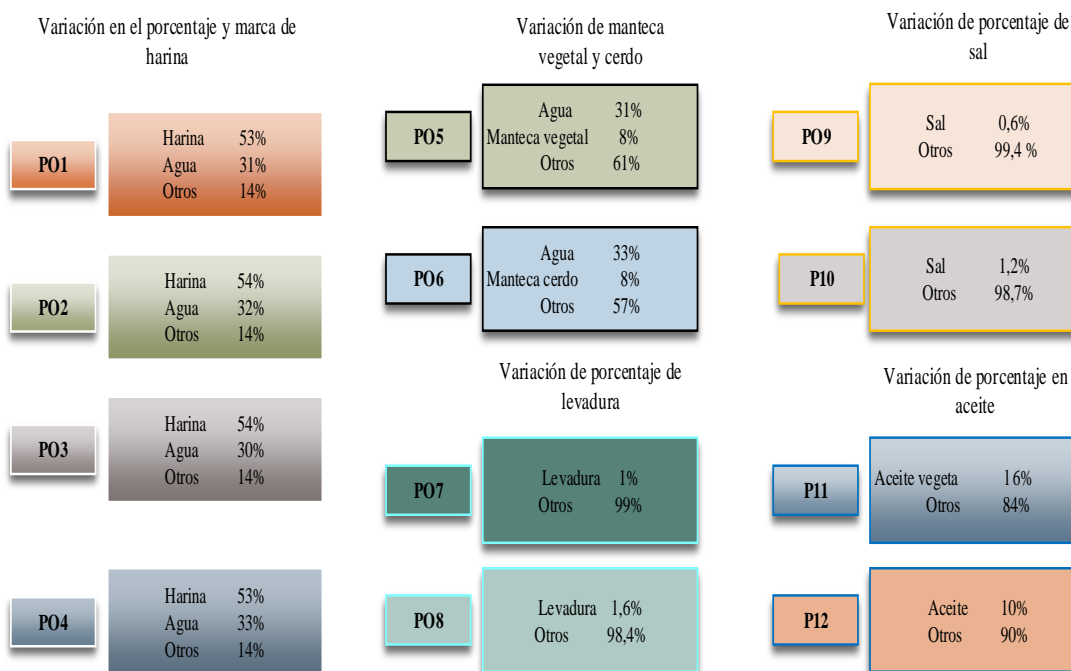 Variación en el porcentaje y marca de
harina
PO1
Harina 53%
Agua 31%
Otros 14%
PO2
Harina 54%
Agua 32%
Otros 14%
PO3
Harina 54%
Agua 30%
Otros 14%
PO4
Harina 53%
Agua 33%
Otros 14%
Variación de manteca
vegetal y cerdo
PO5
Agua 31%
Manteca vegetal 8%
Otros 61%
PO6
Agua 33%
Manteca cerdo 8%
Otros 57%
Variación de porcentaje de
levadura
PO7
Levadura 1%
Otros 99%
PO8
Levadura 1,6%
Otros 98,4%
Variación de porcentaje de
sal
PO9
Sal 0,6%
Otros 99,4 %
P10
Sal 1,2%
Otros 98,7%
Variación de porcentaje en
aceite
P11
Aceite vegeta 16%
Otros 84%
P12
Aceite 10%
Otros 90%